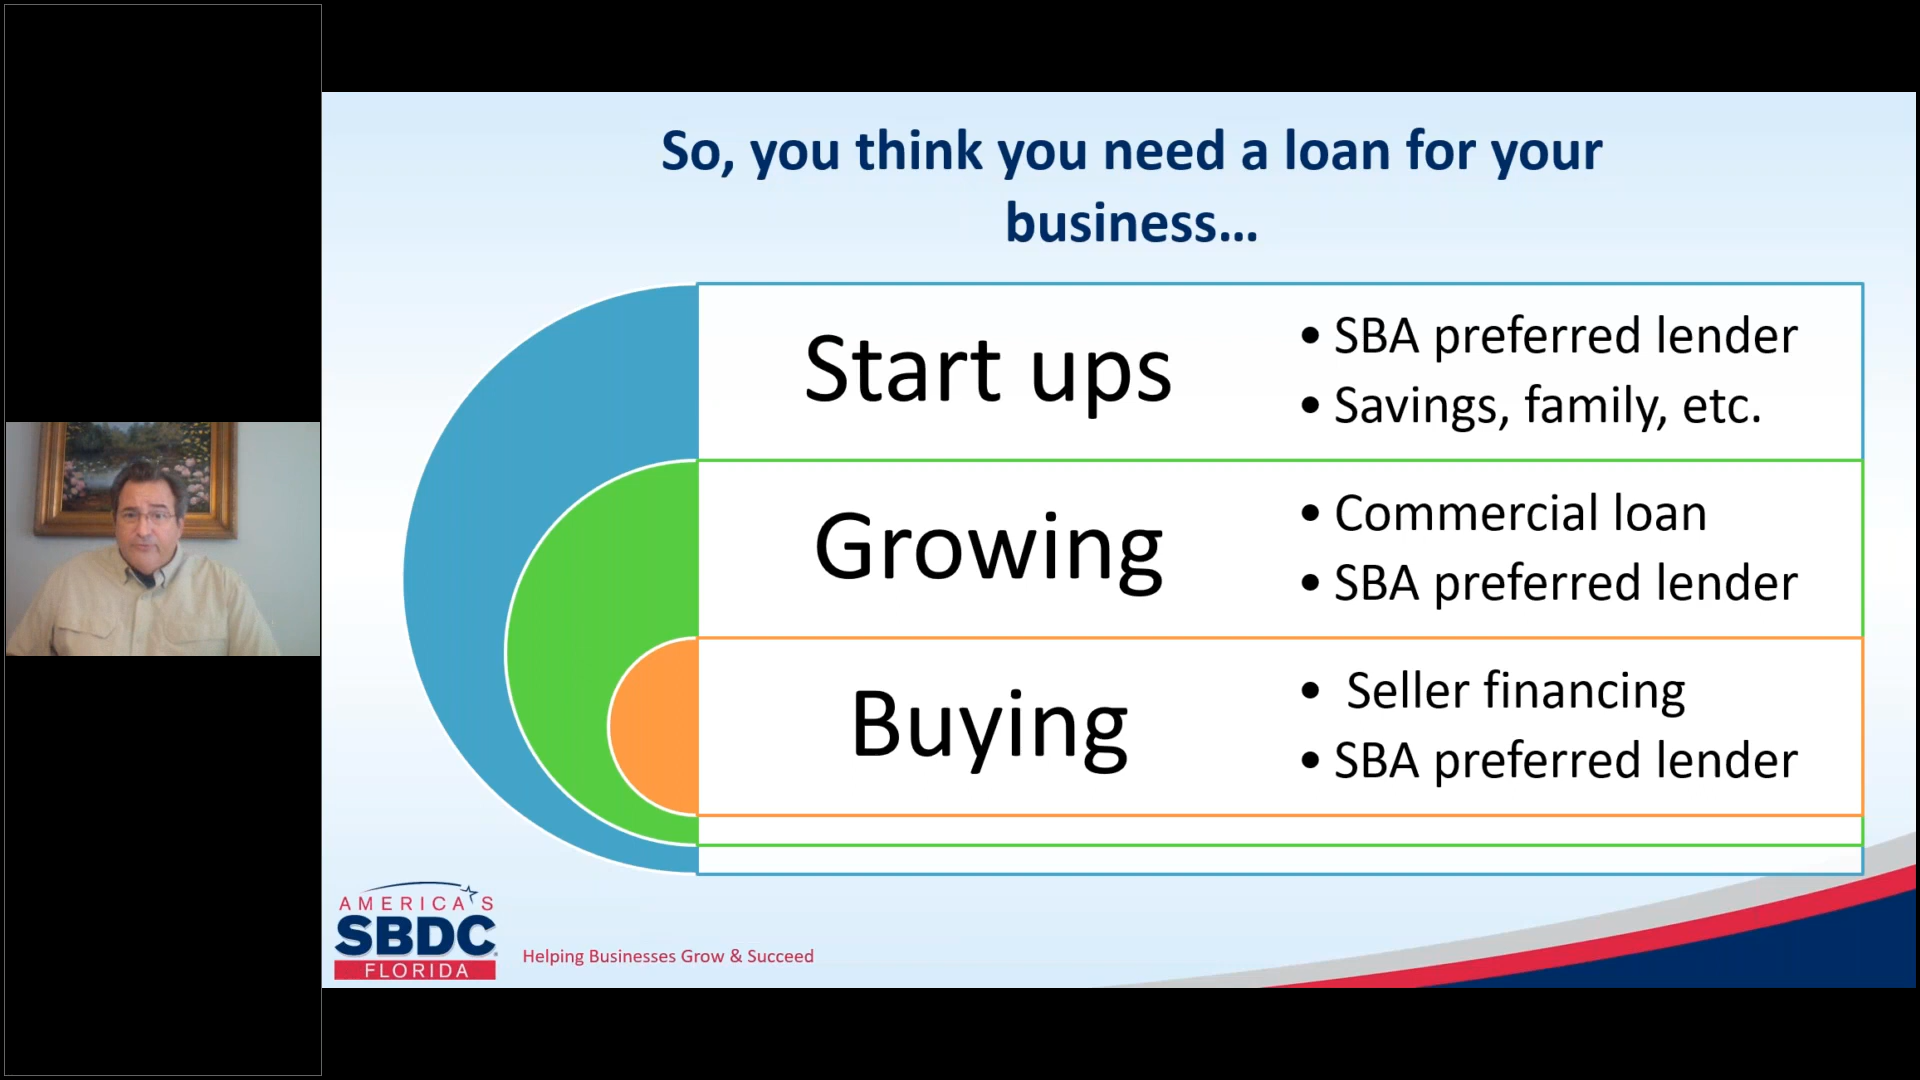 So, you think you need a loan for your
business...
Start ups
• SBA preferred lender
• Savings, family, etc.
Growing
• Commercial loan
• SBA preferred lender
Buying
• Seller financing
• SBA preferred lender
AMERICA'S
SBDC
FLORIDA
Helping Businesses Grow & Succeed